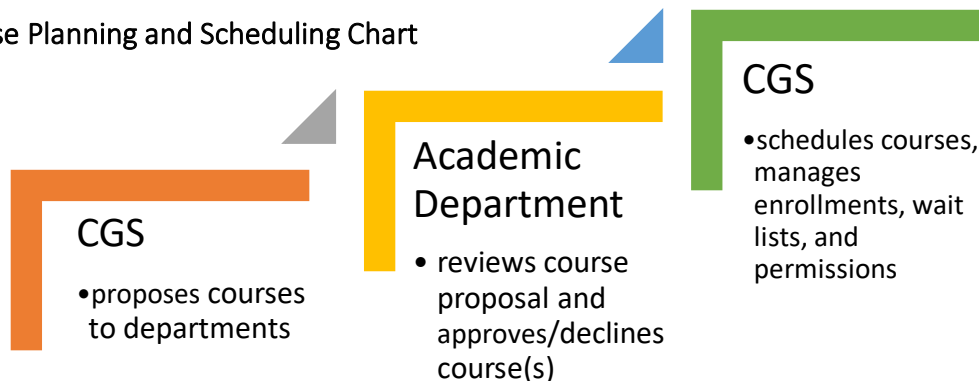 se Planning and Scheduling Chart
CGS
•proposes courses
to departments
Academic
Department
• reviews course
proposal and
approves/declines
course(s)
CGS
•schedules courses,
manages
enrollments, wait
lists, and
permissions